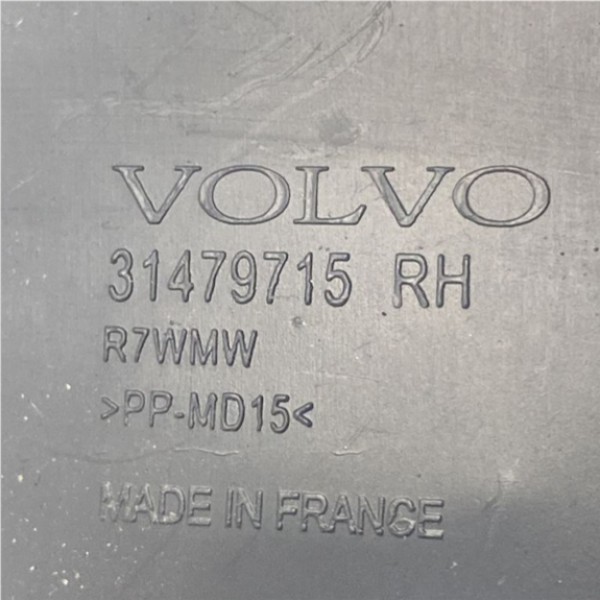 VOLVO
31479715 RH
R7WMW
>PP-MD15<
MADE IN FRANCE